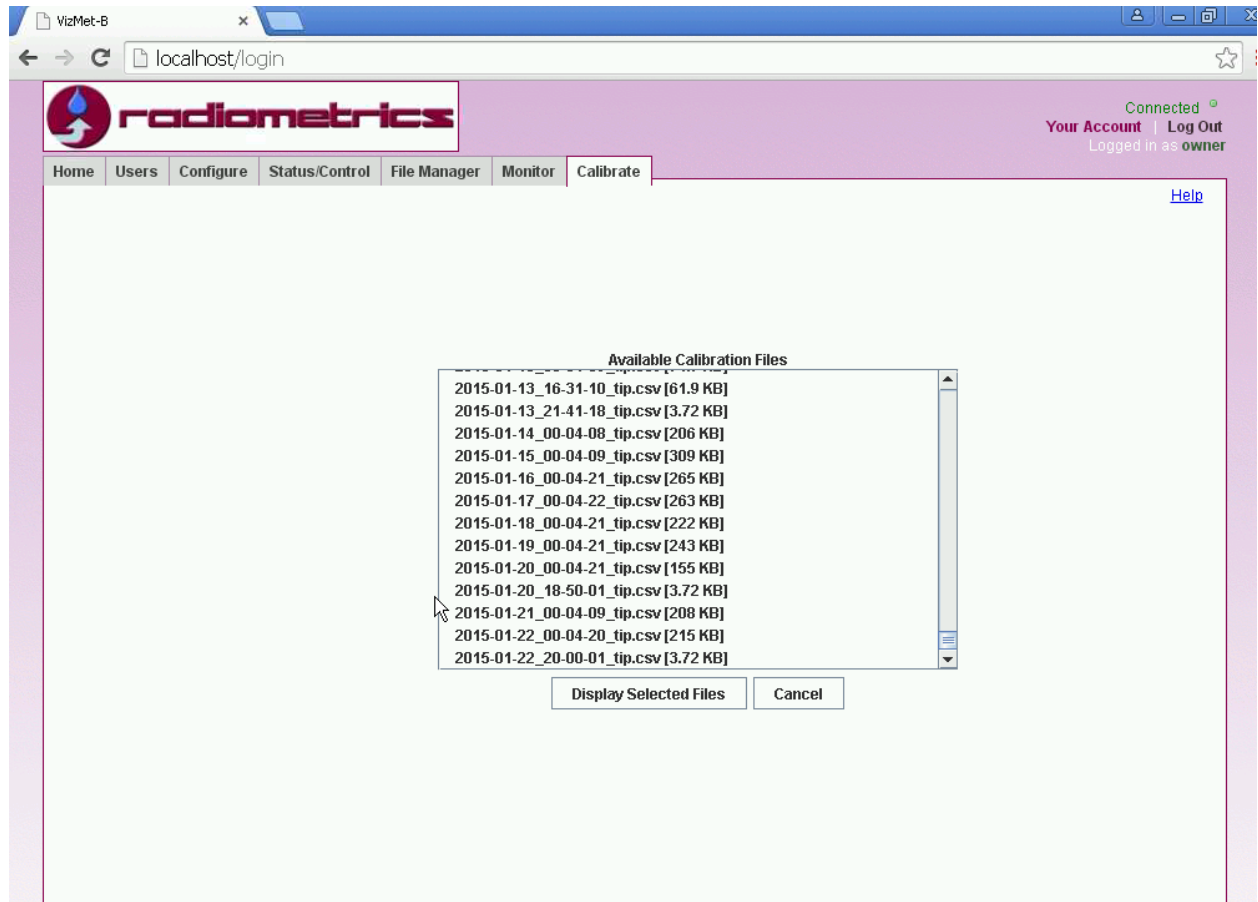 VizMet-B
localhost/login
radiometrics
Connected
Your Account | Log Out
Logged in as owner
Home Users Configure Status/Control File Manager Monitor Calibrate
Help
Available Calibration Files
2015-01-13_16-31-10_tip.csv [61.9 KB]
2015-01-13_21-41-18_tip.csv [3.72 KB]
2015-01-14_00-04-08_tip.csv [206 KB]
2015-01-15_00-04-09_tip.csv [309 KB]
2015-01-16_00-04-21_tip.csv [265 KB]
2015-01-17_00-04-22_tip.csv [263 KB]
2015-01-18_00-04-21_tip.csv [222 KB]
2015-01-19_00-04-21_tip.csv [243 KB]
2015-01-20_00-04-21_tip.csv [155 KB]
2015-01-20_18-50-01_tip.csv [3.72 KB]
2015-01-21_00-04-09_tip.csv [208 KB]
2015-01-22_00-04-20_tip.csv [215 KB]
2015-01-22_20-00-01_tip.csv [3.72 KB]
Display Selected Files Cancel